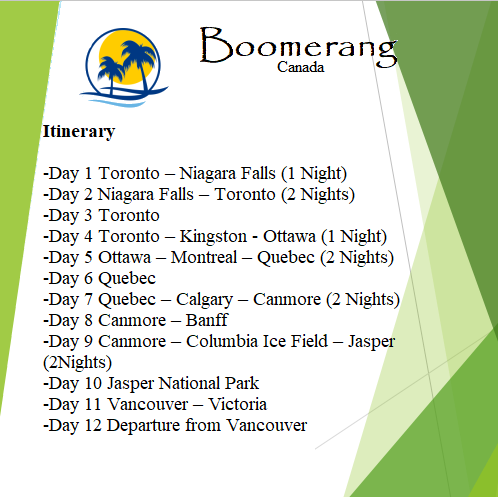 Boomerang
Canada
Itinerary
-Day 1 Toronto – Niagara Falls (1 Night)
-Day 2 Niagara Falls – Toronto (2 Nights)
-Day 3 Toronto
-Day 4 Toronto – Kingston - Ottawa (1 Night)
-Day 5 Ottawa – Montreal – Quebec (2 Nights)
-Day 6 Quebec
-Day 7 Quebec – Calgary – Canmore (2 Nights)
-Day 8 Canmore – Banff
-Day 9 Canmore – Columbia Ice Field – Jasper
(2Nights)
-Day 10 Jasper National Park
-Day 11 Vancouver – Victoria
-Day 12 Departure from Vancouver